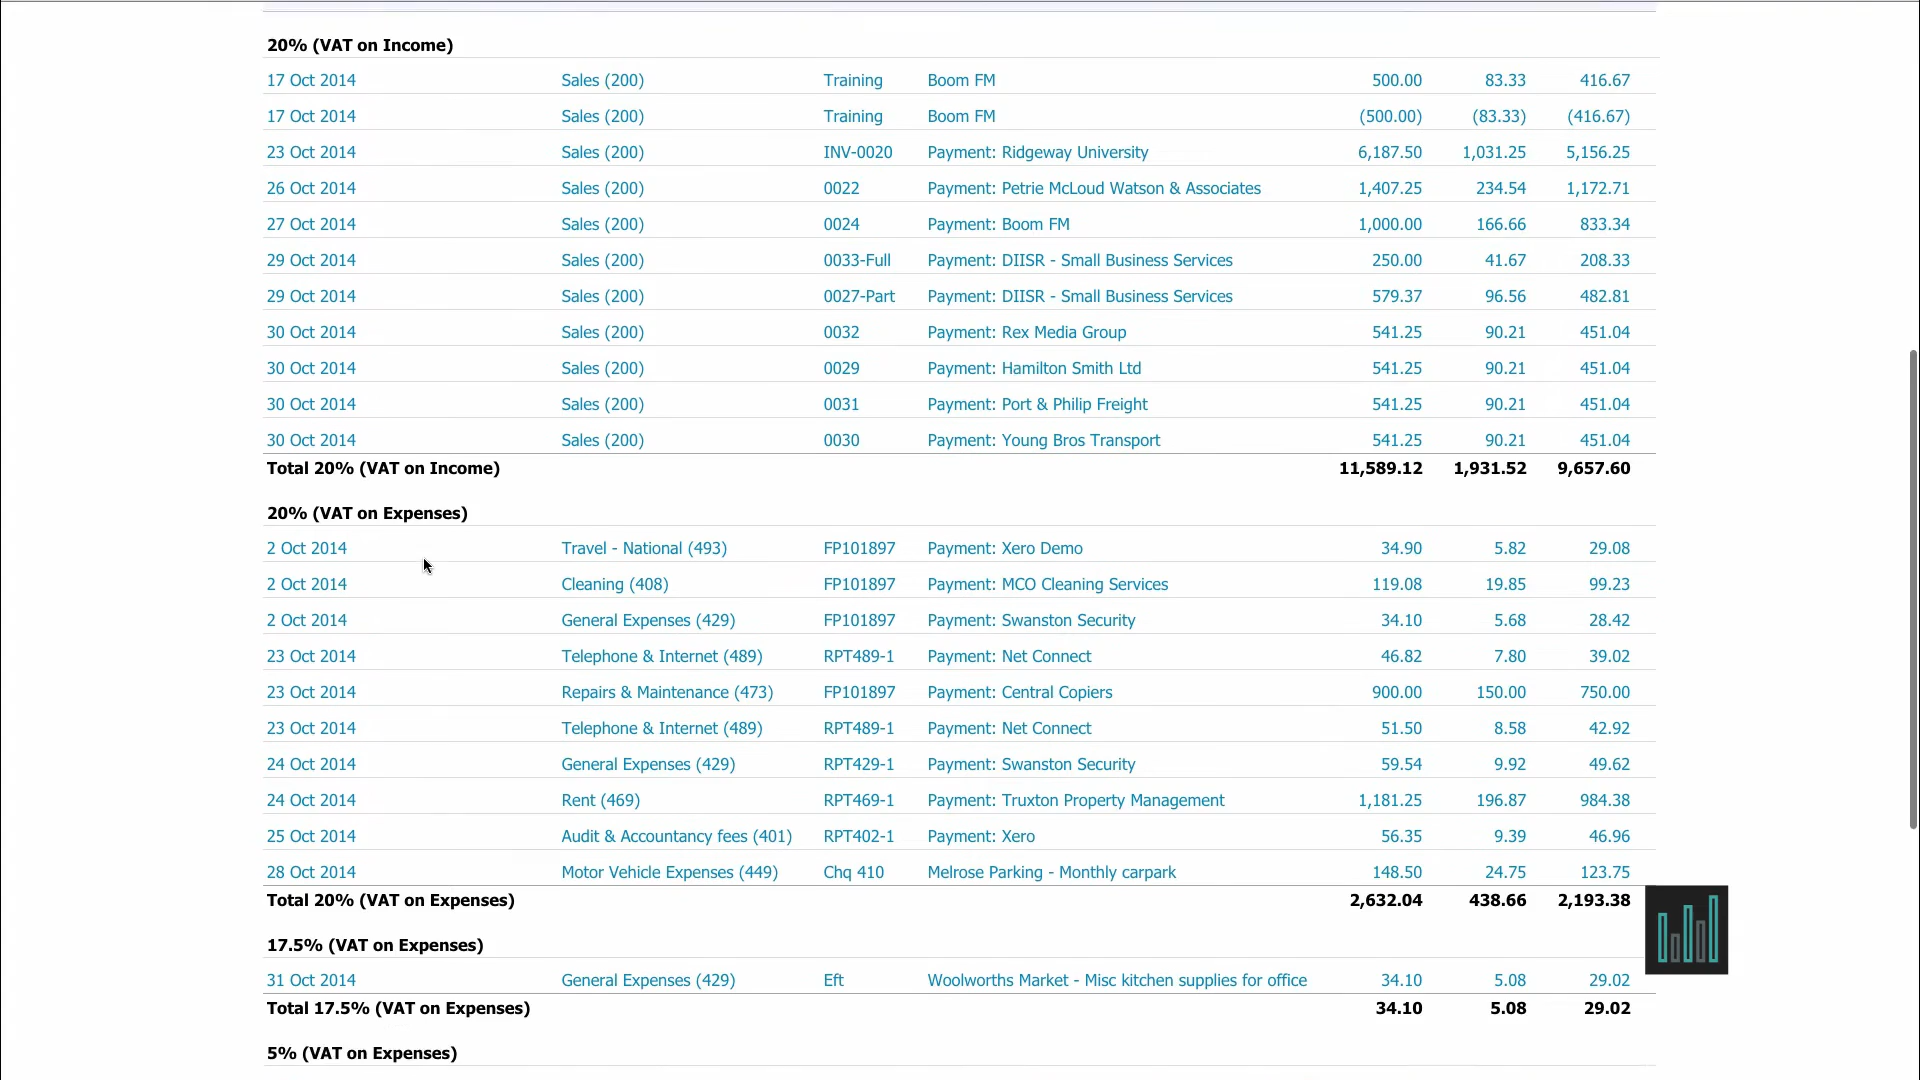 20% (VAT on Income)
17 Oct 2014 Sales (200) Training Boom FM 500.00 83.33 416.67
17 Oct 2014 Sales (200) Training Boom FM (500.00) (83.33) (416.67)
23 Oct 2014 Sales (200) INV-0020 Payment: Ridgeway University 6,187.50 1,031.25 5,156.25
26 Oct 2014 Sales (200) 0022 Payment: Petrie McLoud Watson & Associates 1,407.25 234.54 1,172.71
27 Oct 2014 Sales (200) 0024 Payment: Boom FM 1,000.00 166.66 833.34
29 Oct 2014 Sales (200) 0033-Full Payment: DIISR - Small Business Services 250.00 41.67 208.33
29 Oct 2014 Sales (200) 0027-Part Payment: DIISR - Small Business Services 579.37 96.56 482.81
30 Oct 2014 Sales (200) 0032 Payment: Rex Media Group 541.25 90.21 451.04
30 Oct 2014 Sales (200) 0029 Payment: Hamilton Smith Ltd 541.25 90.21 451.04
30 Oct 2014 Sales (200) 0031 Payment: Port & Philip Freight 541.25 90.21 451.04
30 Oct 2014 Sales (200) 0030 Payment: Young Bros Transport 541.25 90.21 451.04
Total 20% (VAT on Income) 11,589.12 1,931.52 9,657.60
20% (VAT on Expenses)
2 Oct 2014 Travel - National (493) FP101897 Payment: Xero Demo 34.90 5.82 29.08
2 Oct 2014 Cleaning (408) FP101897 Payment: MCO Cleaning Services 119.08 19.85 99.23
2 Oct 2014 General Expenses (429) FP101897 Payment: Swanston Security 34.10 5.68 28.42
23 Oct 2014 Telephone & Internet (489) RPT489-1 Payment: Net Connect 46.82 7.80 39.02
23 Oct 2014 Repairs & Maintenance (473) FP101897 Payment: Central Copiers 900.00 150.00 750.00
23 Oct 2014 Telephone & Internet (489) RPT489-1 Payment: Net Connect 51.50 8.58 42.92
24 Oct 2014 General Expenses (429) RPT429-1 Payment: Swanston Security 59.54 9.92 49.62
24 Oct 2014 Rent (469) RPT469-1 Payment: Truxton Property Management 1,181.25 196.87 984.38
25 Oct 2014 Audit & Accountancy fees (401) RPT402-1 Payment: Xero 56.35 9.39 46.96
28 Oct 2014 Motor Vehicle Expenses (449) Chq 410 Melrose Parking - Monthly carpark 148.50 24.75 123.75
Total 20% (VAT on Expenses) 2,632.04 438.66 2,193.38
17.5% (VAT on Expenses)
31 Oct 2014 General Expenses (429) Eft Woolworths Market - Misc kitchen supplies for office 34.10 5.08 29.02
Total 17.5% (VAT on Expenses) 34.10 5.08 29.02
5% (VAT on Expenses)